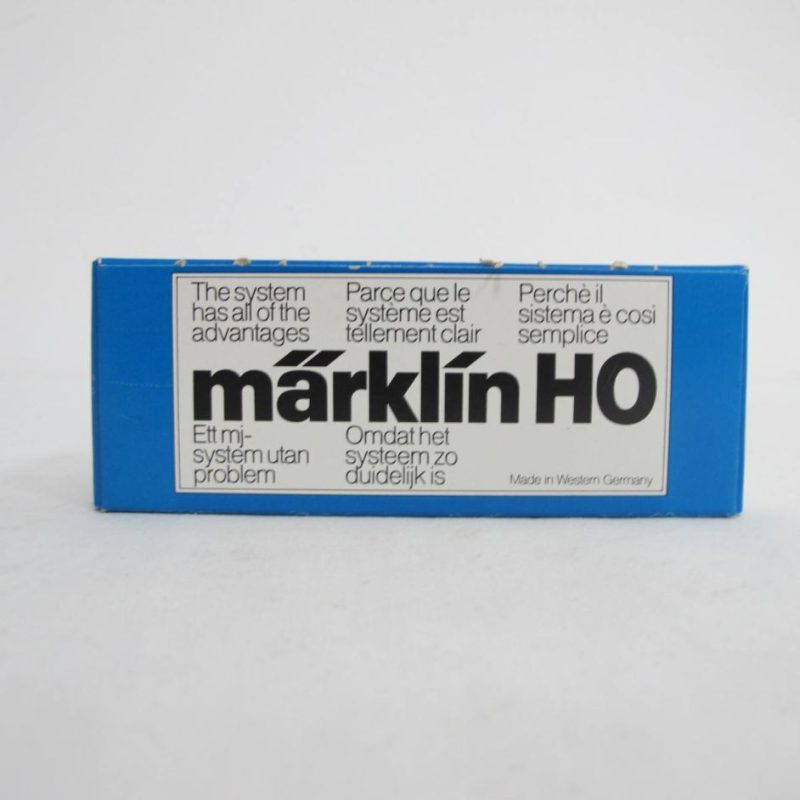 The system
has all of the
advantages
Parce que le
système est
tellement clair
Perchè il
sistema è cosi
semplice
märklin HO
Ett mj-
system utan
problem
Omdat het
systeem zo
duidelijk is
Made in Western Germany